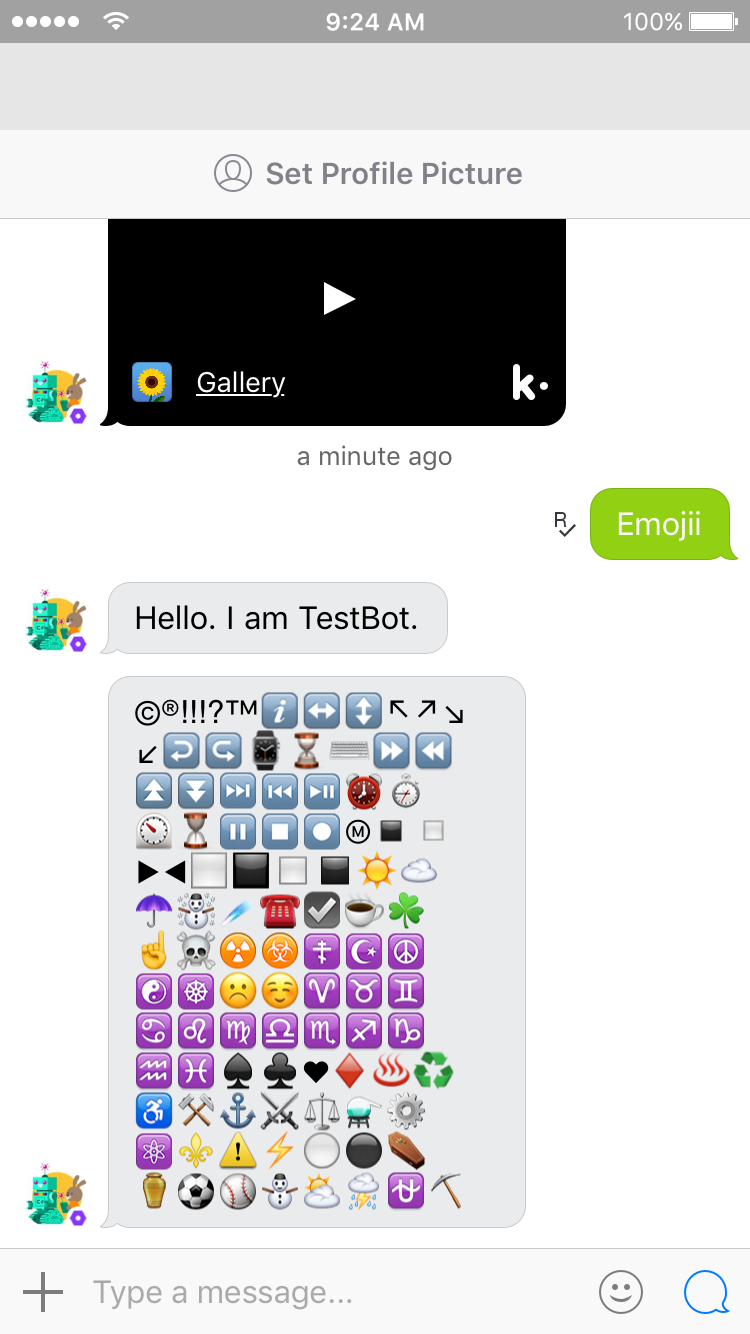 9:24 AM
100%
Set Profile Picture
Gallery
k·
a minute ago
R
Emojii
Hello. I am TestBot.
©®!!!?™ℹ️↔️↕️↖↗↘
↙↩️↪️⌚⏳⌨️⏩⏪
⏫⏬⏭️⏮️⏯️⏰⏱️
⏲️⌛⏸️⏹️⏺️Ⓜ▪️▫️
▶◀◻️◼️◽◾☀️☁️
☂️☃️☄️☎️☑️☕☘️
☝️☠️☢️☣️☦️☪️☮️
☯️☸️☹️☺️♈♉♊
♋♌♍♎♏♐♑
♒♓♠️♣️♥♦️♨️♻️
♿⚒️⚓⚔️⚖️⚗️⚙️
⚛️⚜️⚠️⚡⚪⚫⚰️
⚱️⚽⚾⛄⛅⛈️⛎⛏️
Type a message...